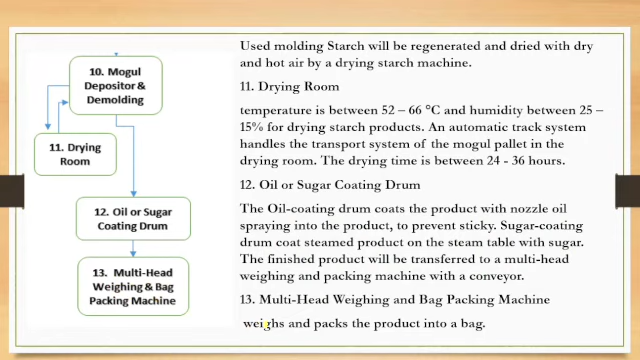 10. Mogul
Depositor &
Demolding
11. Drying
Room
12. Oil or Sugar
Coating Drum
13. Multi-Head
Weighing & Bag
Packing Machine
Used molding Starch will be regenerated and dried with dry
and hot air by a drying starch machine.
11. Drying Room
temperature is between 52 – 66 °C and humidity between 25 –
15% for drying starch products. An automatic track system
handles the transport system of the mogul pallet in the
drying room. The drying time is between 24 - 36 hours.
12. Oil or Sugar Coating Drum
The Oil-coating drum coats the product with nozzle oil
spraying into the product, to prevent sticky. Sugar-coating
drum coat steamed product on the steam table with sugar.
The finished product will be transferred to a multi-head
weighing and packing machine with a conveyor.
13. Multi-Head Weighing and Bag Packing Machine
weighs and packs the product into a bag.